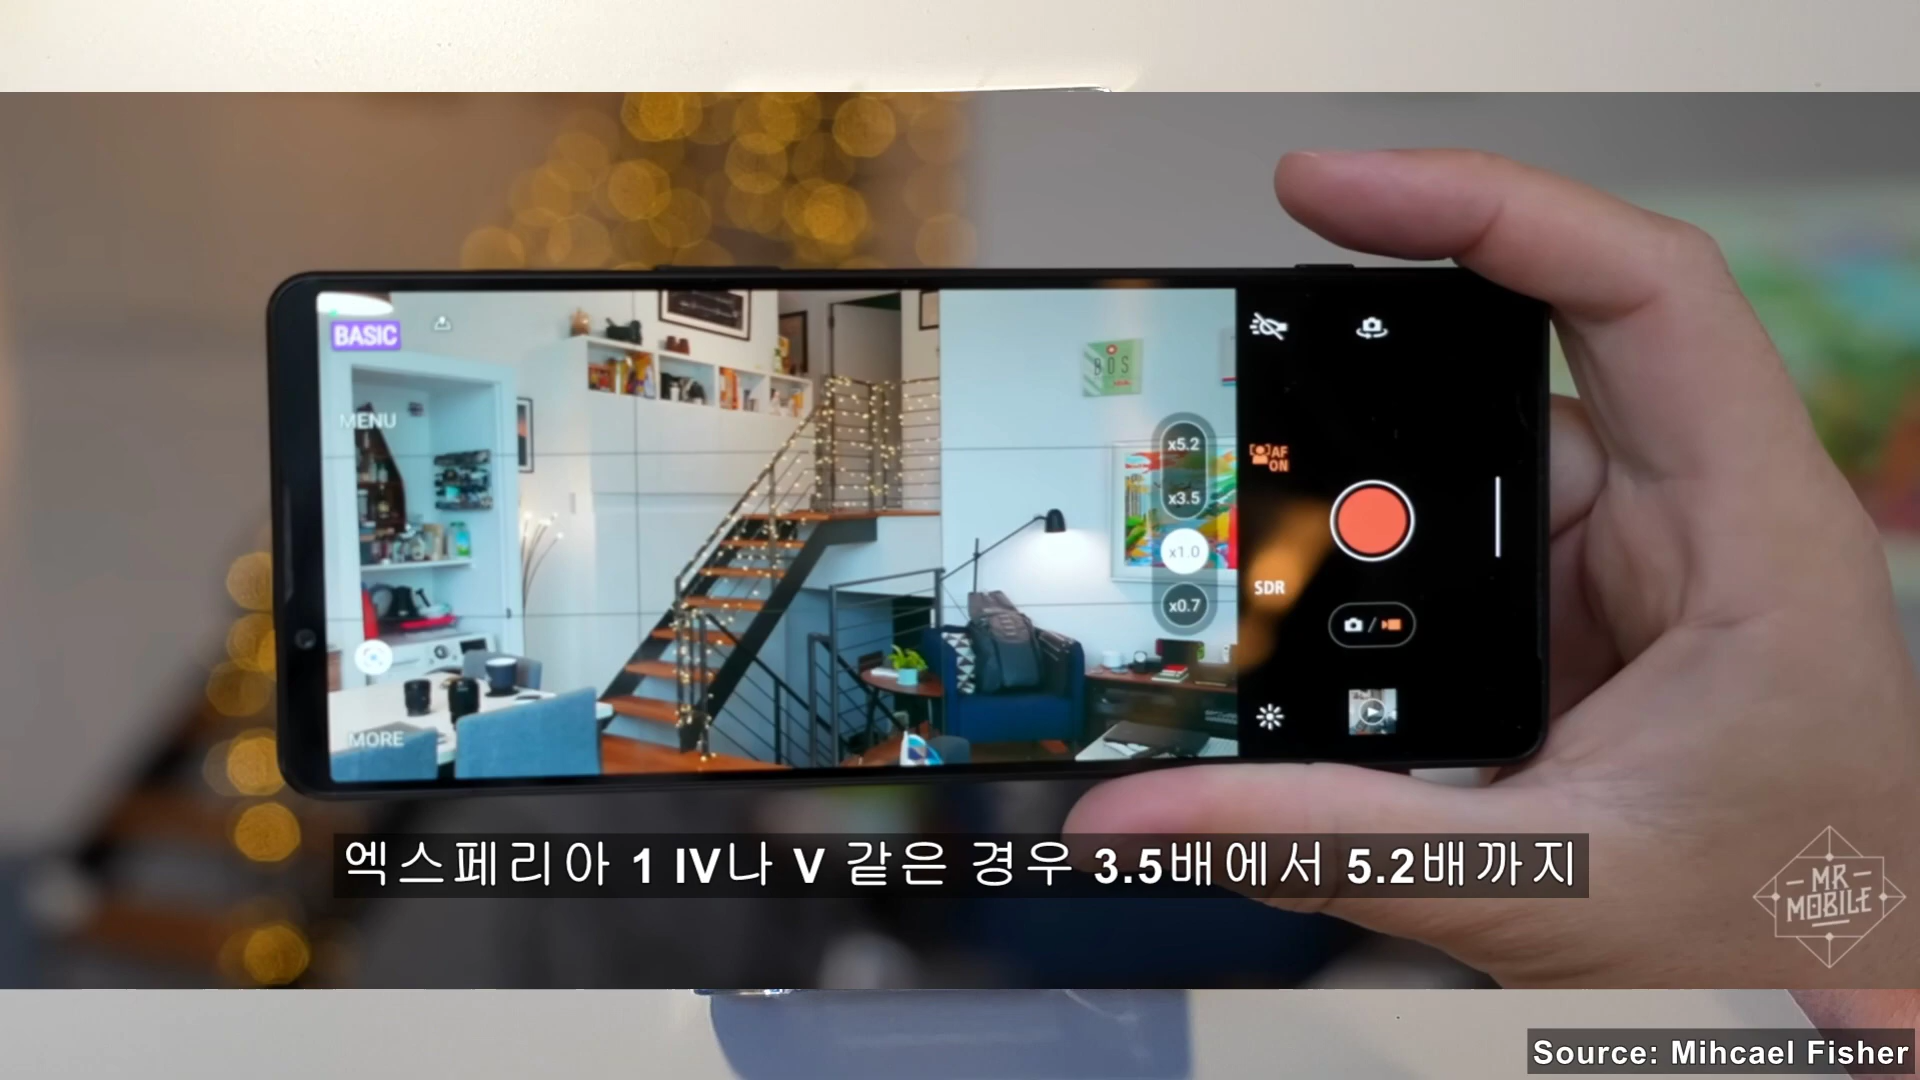 BASIC
MENU
MORE
BOS
x5.2
x3.5
x1.0
x0.7
AF
ON
SDR
엑스페리아 1 IV나 V 같은 경우 3.5배에서 5.2배까지
MR
MOBILE
Source: Mihcael Fisher